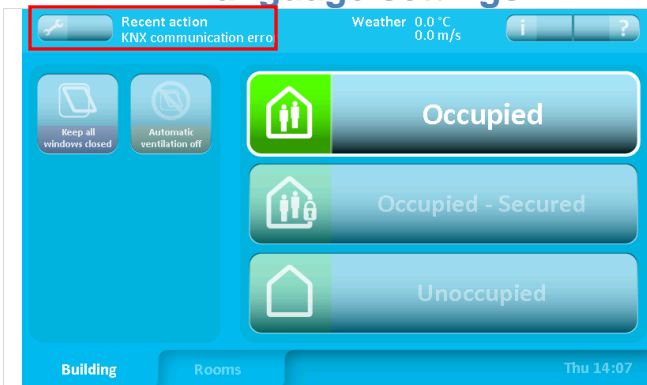 Recent action
KNX communication erro
Weather 0.0 °C
0.0 m/s
i ?
Keep all
windows closed
Automatic
ventilation off
Occupied
Occupied - Secured
Unoccupied
Building Rooms Thu 14:07